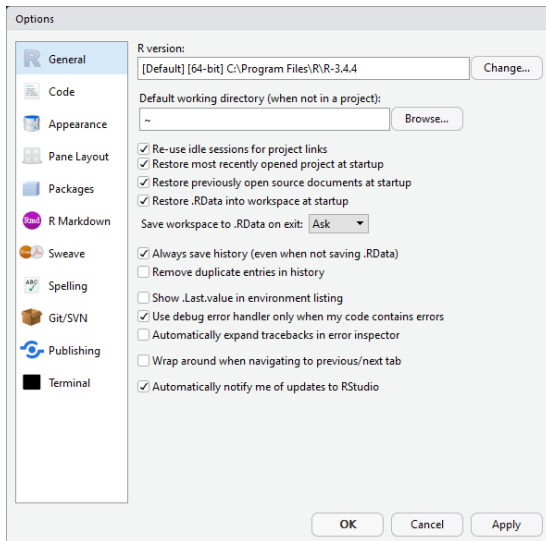 Options
General
Code
Appearance
Pane Layout
Packages
Rmd
R Markdown
Sweave
ABC
Spelling
Git/SVN
Publishing
Terminal
R version:
[Default] [64-bit] C:\Program Files\R\R-3.4.4
Change...
Default working directory (when not in a project):
~
Browse...
Re-use idle sessions for project links
Restore most recently opened project at startup
Restore previously open source documents at startup
Restore .RData into workspace at startup
Save workspace to .RData on exit: Ask
Always save history (even when not saving .RData)
Remove duplicate entries in history
Show .Last.value in environment listing
Use debug error handler only when my code contains errors
Automatically expand tracebacks in error inspector
Wrap around when navigating to previous/next tab
Automatically notify me of updates to RStudio
OK
Cancel
Apply